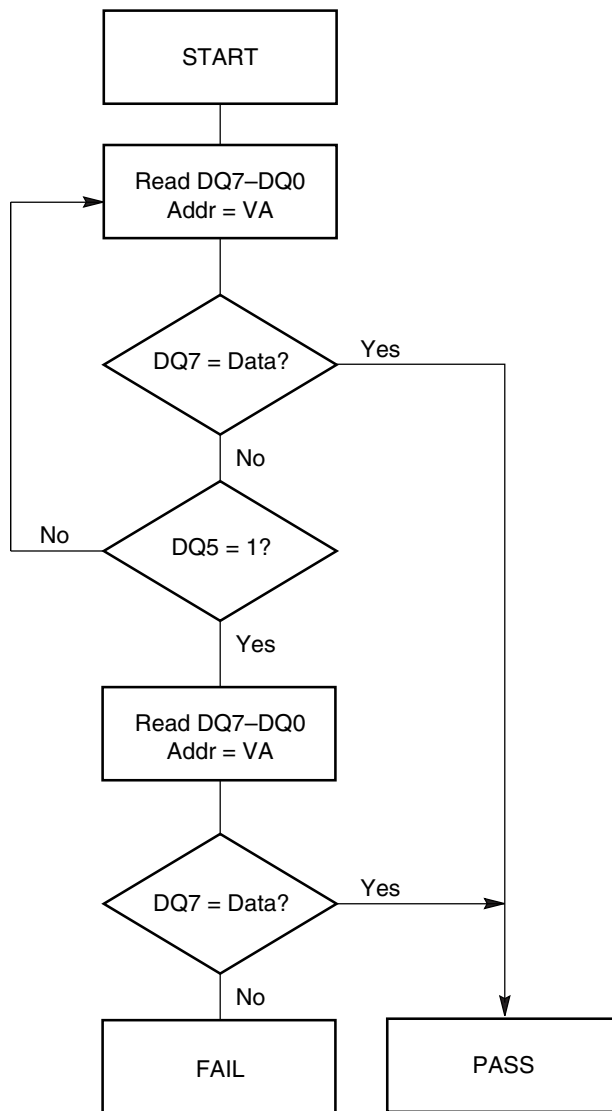 START
Read DQ7–DQ0
Addr = VA
DQ7 = Data?
Yes
No
DQ5 = 1?
No
Yes
Read DQ7–DQ0
Addr = VA
DQ7 = Data?
Yes
No
FAIL
PASS